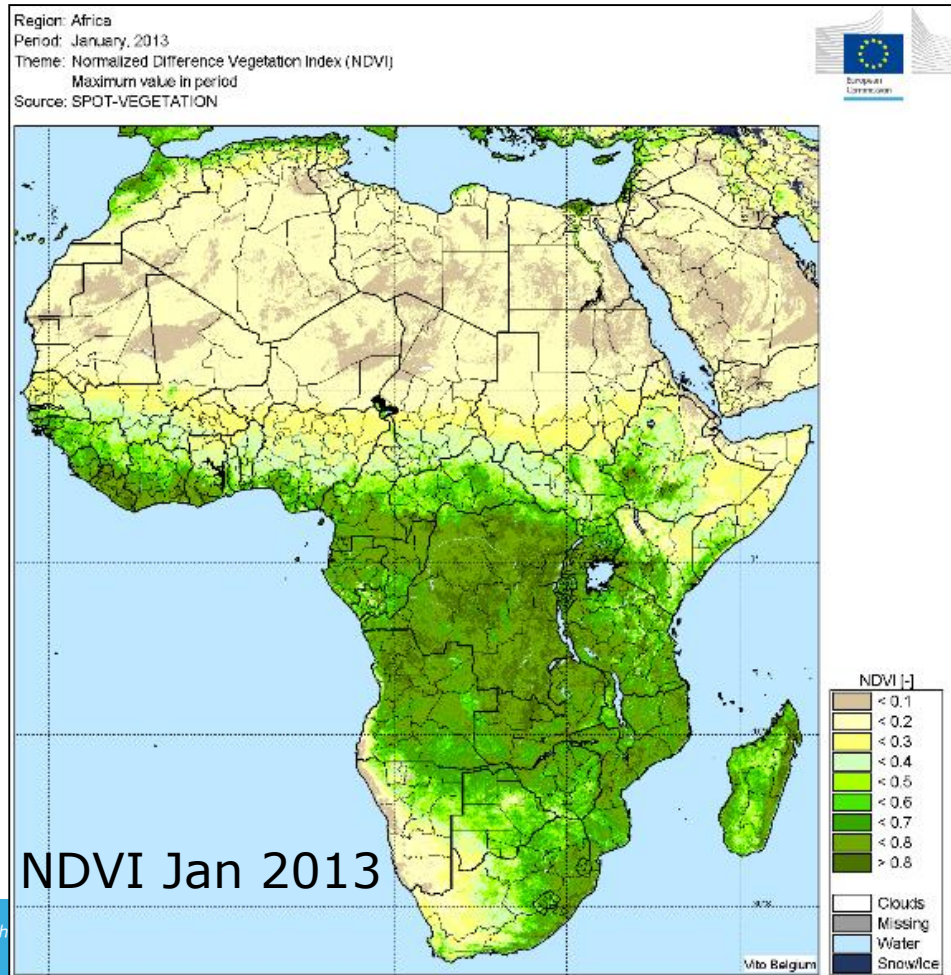 Region: Africa
Period: January, 2013
Theme: Normalized Difference Vegetation Index (NDVI)
Maximum value in period
Source: SPOT-VEGETATION
European
Commission
NDVI [-]
< 0.1
< 0.2
< 0.3
< 0.4
< 0.5
< 0.6
< 0.7
< 0.8
> 0.8
Clouds
Missing
Water
Snow/Ice
NDVI Jan 2013
Vito Belgium